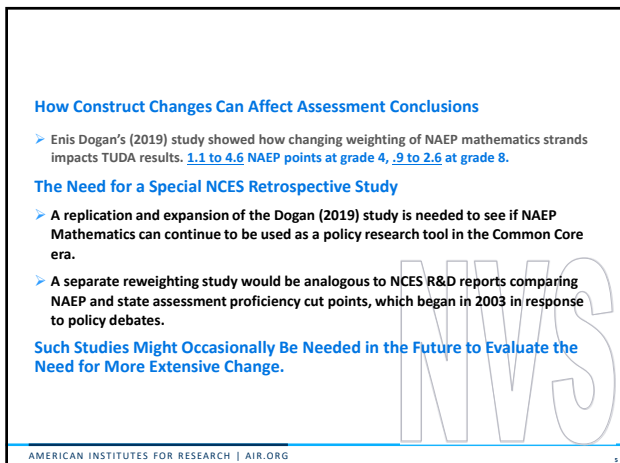 How Construct Changes Can Affect Assessment Conclusions
➢ Enis Dogan's (2019) study showed how changing weighting of NAEP mathematics strands
impacts TUDA results. 1.1 to 4.6 NAEP points at grade 4, .9 to 2.6 at grade 8.
The Need for a Special NCES Retrospective Study
➢ A replication and expansion of the Dogan (2019) study is needed to see if NAEP
Mathematics can continue to be used as a policy research tool in the Common Core
era.
➢ A separate reweighting study would be analogous to NCES R&D reports comparing
NAEP and state assessment proficiency cut points, which began in 2003 in response
to policy debates.
Such Studies Might Occasionally Be Needed in the Future to Evaluate the
Need for More Extensive Change.
NVS
AMERICAN INSTITUTES FOR RESEARCH | AIR.ORG
5